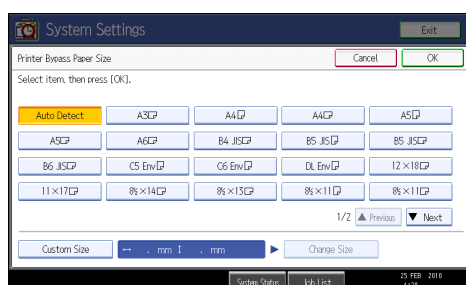 System Settings
Exit
Printer Bypass Paper Size
Cancel
OK
Select item, then press [OK].
Auto Detect
A3
A4
A4
A5
A5
A6
B4 JIS
B5 JIS
B5 JIS
B6 JIS
C5 Env
C6 Env
DL Env
12×18
11×17
8½×14
8½×13
8½×11
8½×11
1/2 ▲ Previous ▼ Next
Custom Size
↔ . mm ↕ . mm
Change Size
System Status
Job List
25 FEB 2010